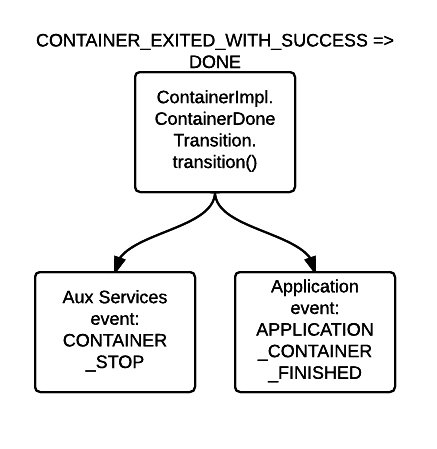 CONTAINER_EXITED_WITH_SUCCESS =>
DONE
ContainerImpl.
ContainerDone
Transition.
transition()
Aux Services
event:
CONTAINER
_STOP
Application
event:
APPLICATION
_CONTAINER
_FINISHED